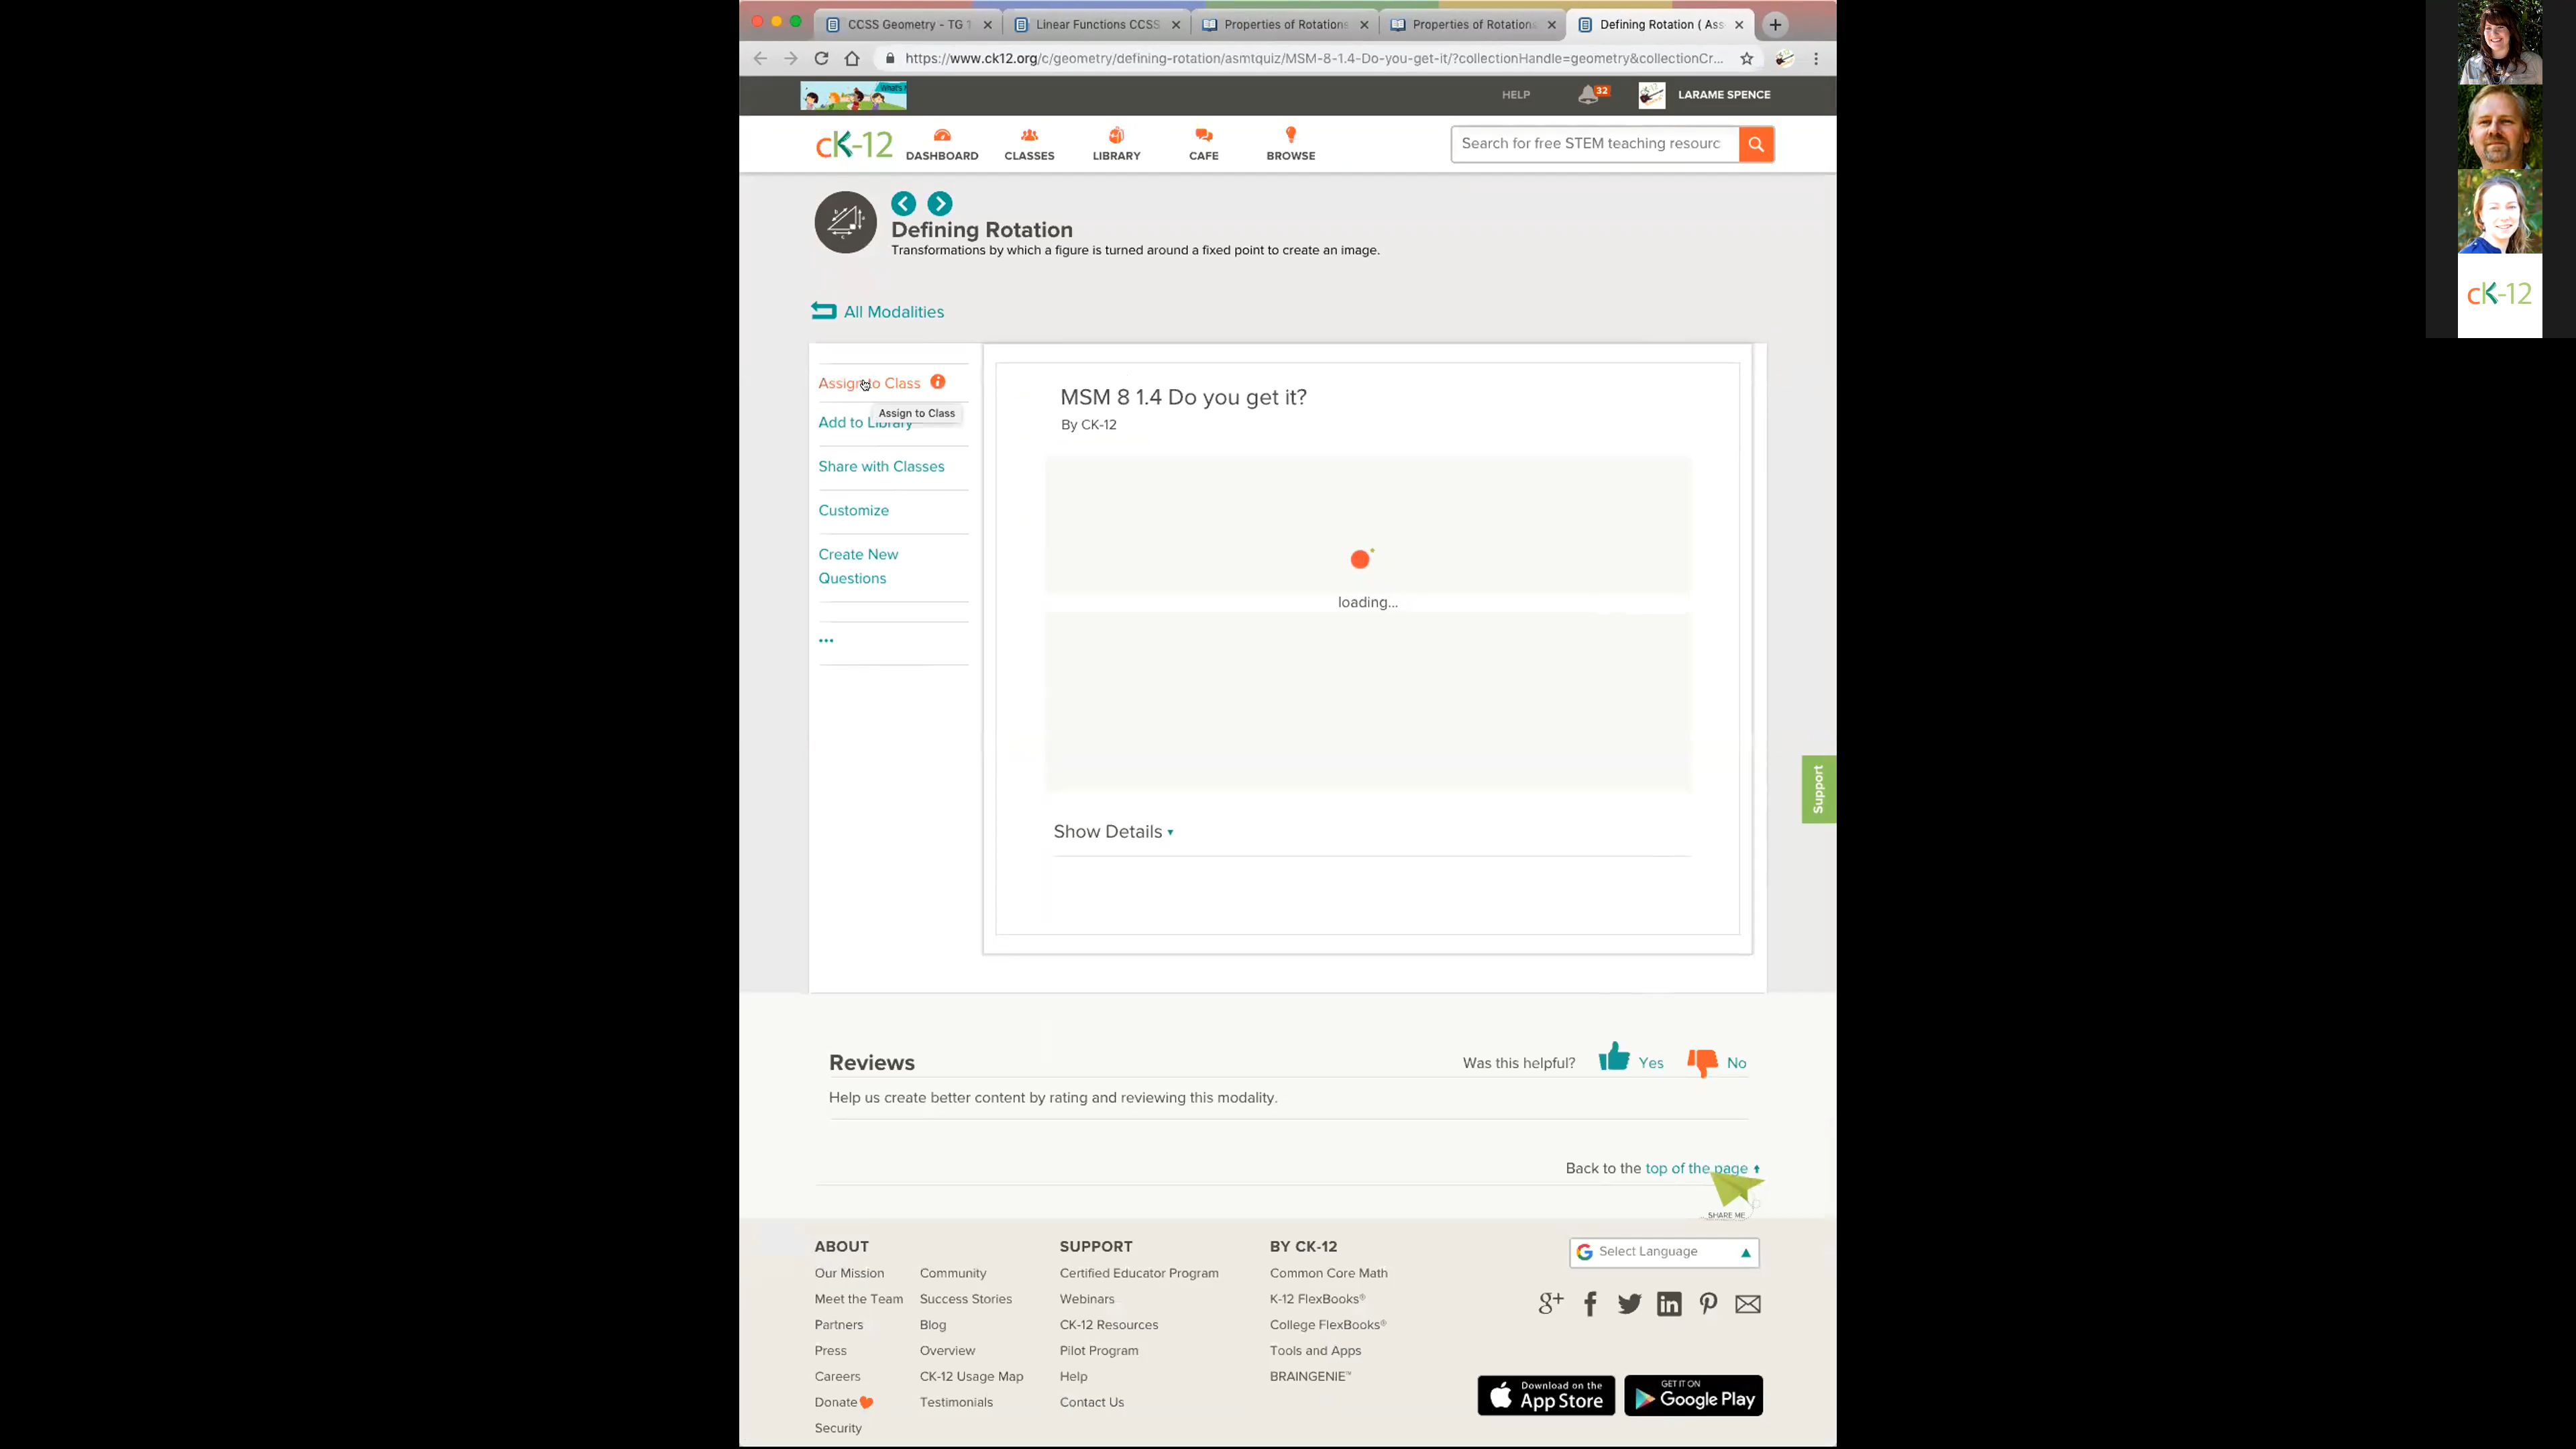 CCSS Geometry - TG
Linear Functions CCSS
Properties of Rotations
Properties of Rotation
Defining Rotation ( Ass
https://www.ck12.org/c/geometry/defining-rotation/asmtquiz/MSM-8-1.4-Do-you-get-it/?collectionHandle=geometry&collectionCr...
What's
HELP
32
LARAME SPENCE
cK-12
DASHBOARD
CLASSES
LIBRARY
CAFE
BROWSE
Search for free STEM teaching resourc
Defining Rotation
Transformations by which a figure is turned around a fixed point to create an image.
All Modalities
Assign to Class
Assign to Class
Add to Library
Share with Classes
Customize
Create New
Questions
...
MSM 8 1.4 Do you get it?
By CK-12
loading...
Show Details
Support
Reviews
Was this helpful?
Yes
No
Help us create better content by rating and reviewing this modality.
Back to the top of the page
SHARE ME
ABOUT
Our Mission
Meet the Team
Partners
Press
Careers
Donate
Security
Community
Success Stories
Blog
Overview
CK-12 Usage Map
Testimonials
SUPPORT
Certified Educator Program
Webinars
CK-12 Resources
Pilot Program
Help
Contact Us
BY CK-12
Common Core Math
K-12 FlexBooks®
College FlexBooks®
Tools and Apps
BRAINGENIE™
Select Language
g+
Download on the
App Store
GET IT ON
Google Play
cK-12